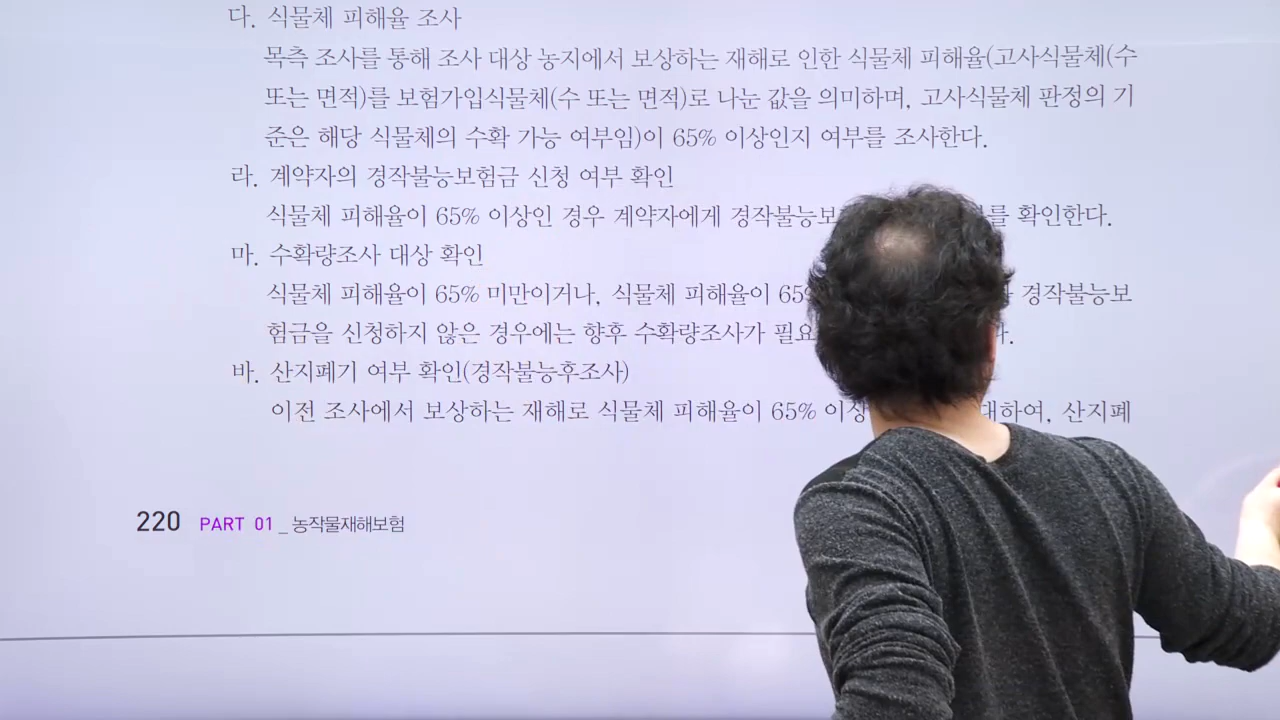 다. 식물체 피해율 조사
목측 조사를 통해 조사 대상 농지에서 보상하는 재해로 인한 식물체 피해율(고사식물체(수
또는 면적)를 보험가입식물체(수 또는 면적)로 나눈 값을 의미하며, 고사식물체 판정의 기
준은 해당 식물체의 수확 가능 여부임)이 65% 이상인지 여부를 조사한다.
라. 계약자의 경작불능보험금 신청 여부 확인
식물체 피해율이 65% 이상인 경우 계약자에게 경작불능보 를 확인한다.
마. 수확량조사 대상 확인
식물체 피해율이 65% 미만이거나, 식물체 피해율이 65 경작불능보
험금을 신청하지 않은 경우에는 향후 수확량조사가 필요
바. 산지폐기 여부 확인(경작불능후조사)
이전 조사에서 보상하는 재해로 식물체 피해율이 65% 이상 대하여, 산지폐
220 PART 01 _ 농작물재해보험